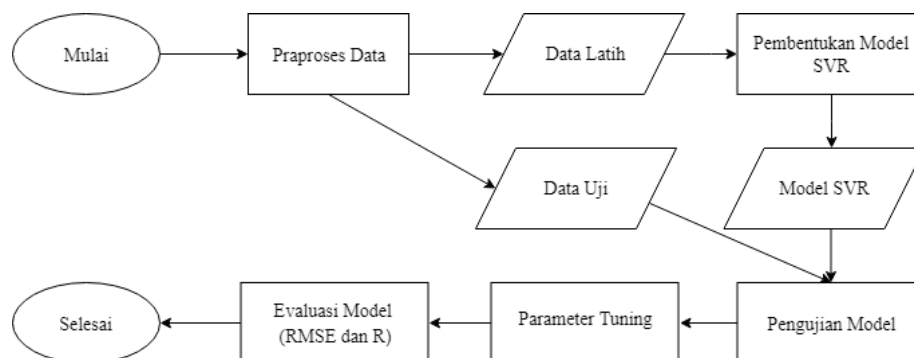 Mulai
Praproses Data
Data Latih
Pembentukan Model
SVR
Data Uji
Model SVR
Selesai
Evaluasi Model
(RMSE dan R)
Parameter Tuning
Pengujian Model